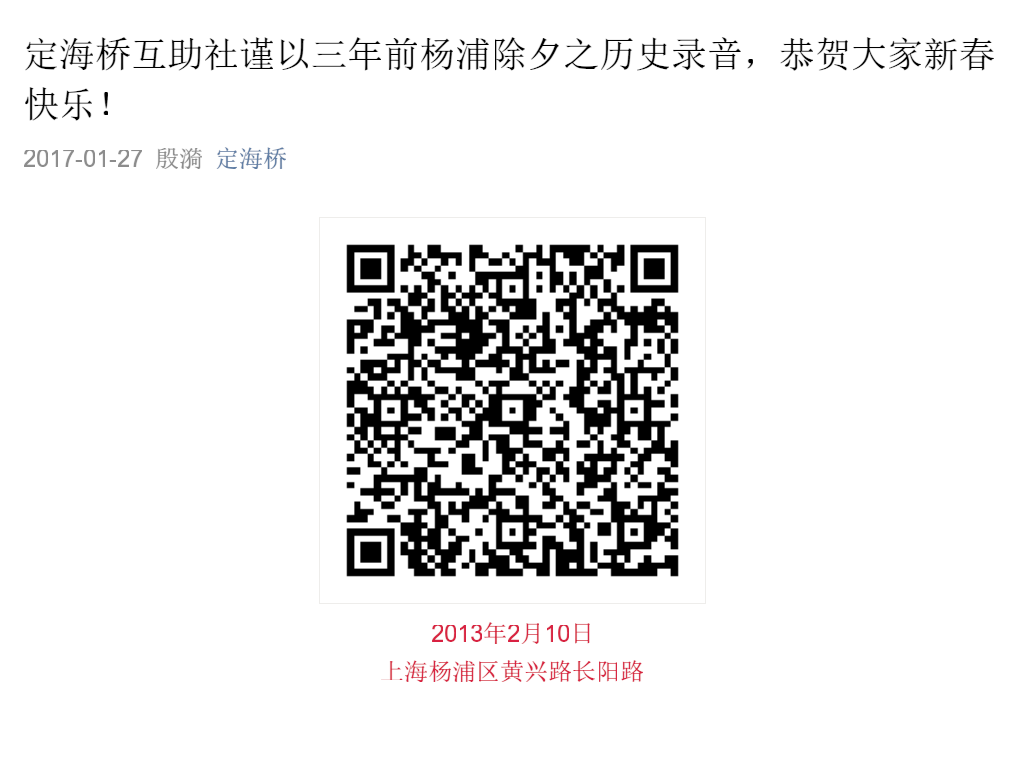 定海桥互助社谨以三年前杨浦除夕之历史录音，恭贺大家新春
快乐！
2017-01-27 殷漪 定海桥
2013年2月10日
上海杨浦区黄兴路长阳路